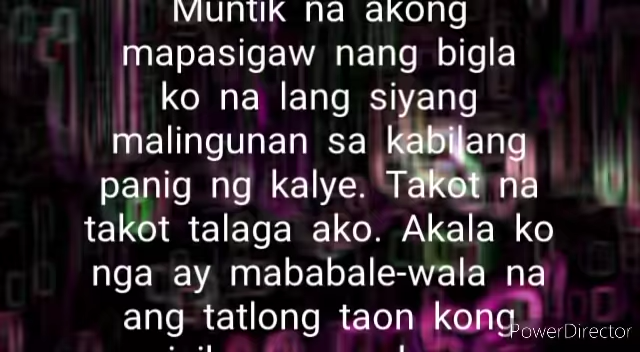 Muntik na akong
mapasigaw nang bigla
ko na lang siyang
malingunan sa kabilang
panig ng kalye. Takot na
takot talaga ako. Akala ko
nga ay mababale-wala na
ang tatlong taon kong
PowerDirector